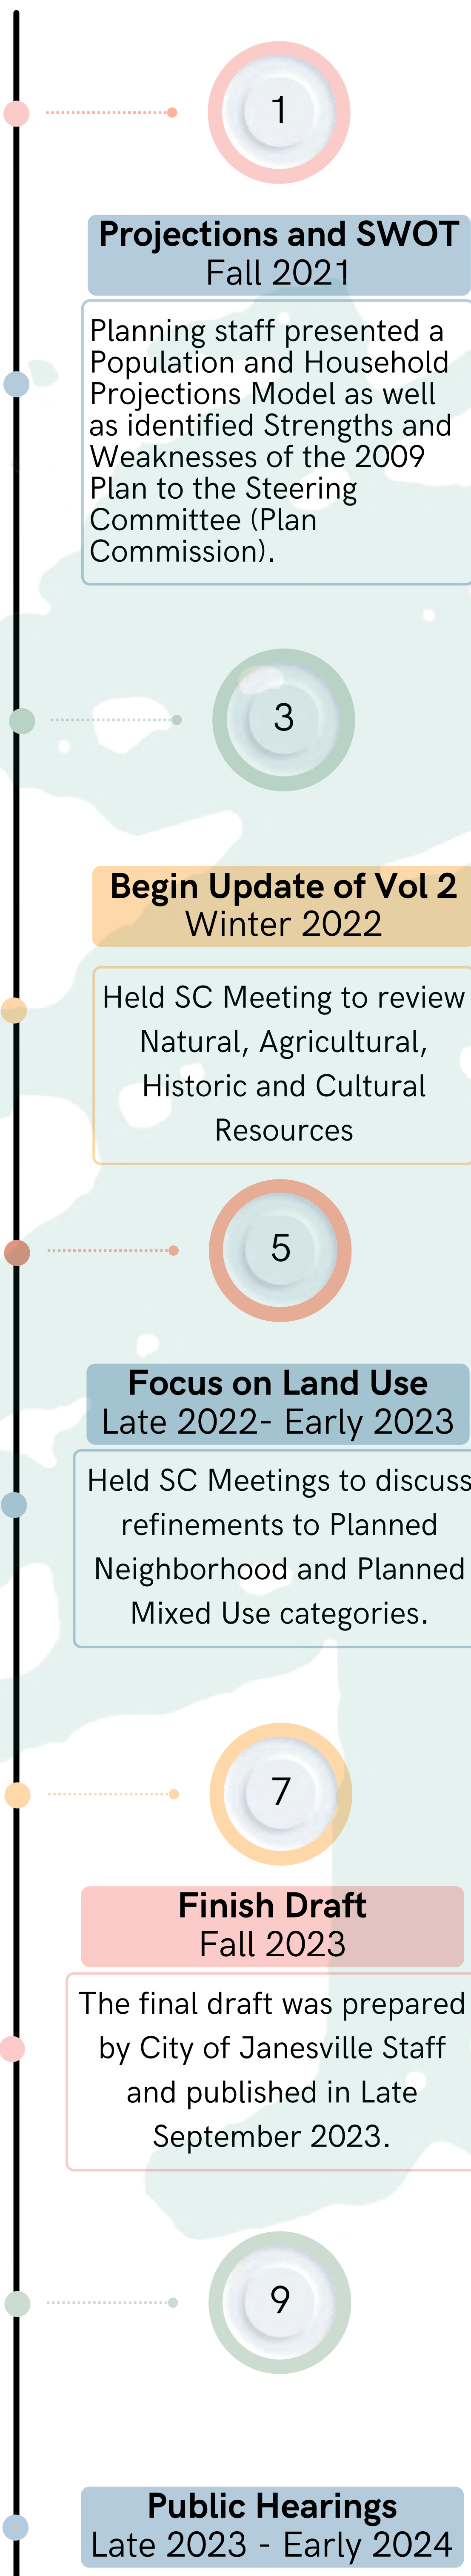 1
Projections and SWOT
Fall 2021
Planning staff presented a
Population and Household
Projections Model as well
as identified Strengths and
Weaknesses of the 2009
Plan to the Steering
Committee (Plan
Commission).
3
Begin Update of Vol 2
Winter 2022
Held SC Meeting to review
Natural, Agricultural,
Historic and Cultural
Resources
5
Focus on Land Use
Late 2022- Early 2023
Held SC Meetings to discuss
refinements to Planned
Neighborhood and Planned
Mixed Use categories.
7
Finish Draft
Fall 2023
The final draft was prepared
by City of Janesville Staff
and published in Late
September 2023.
9
Public Hearings
Late 2023 - Early 2024